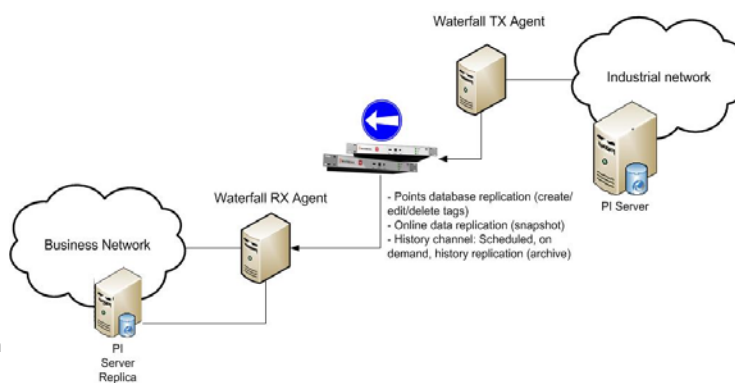 Waterfall TX Agent
Industrial network
PI Server
Waterfall RX Agent
- Points database replication (create/
edit/delete tags)
- Online data replication (snapshot)
- History channel: Scheduled, on
demand, history replication (archive)
Business Network
PI
Server
Replica